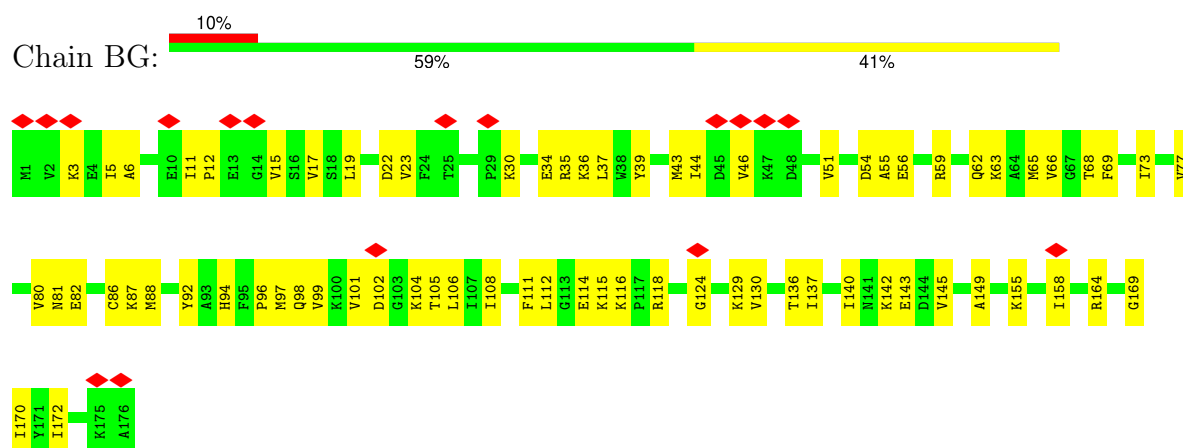 10%
Chain BG:
59% 41%
M1 V2 K3 E4 I5 A6 E10 I11 P12 E13 G14 V15 S16 V17 S18 L19 D22 V23 F24 T25 P29 K30 E34 R35 K36 L37 W38 Y39 M43 I44 D45 V46 K47 D48 V51 D54 A55 E56 R59 Q62 K63 A64 M65 V66 G67 T68 F69 I73 V77
V80 N81 E82 C86 K87 M88 Y92 A93 H94 F95 P96 M97 Q98 V99 K100 V101 D102 G103 K104 T105 L106 I107 I108 F111 L112 G113 E114 K115 K116 P117 R118 G124 K129 V130 T136 I137 I140 N141 K142 E143 D144 V145 A149 K155 I158 R164 G169
I170 Y171 I172 K175 A176